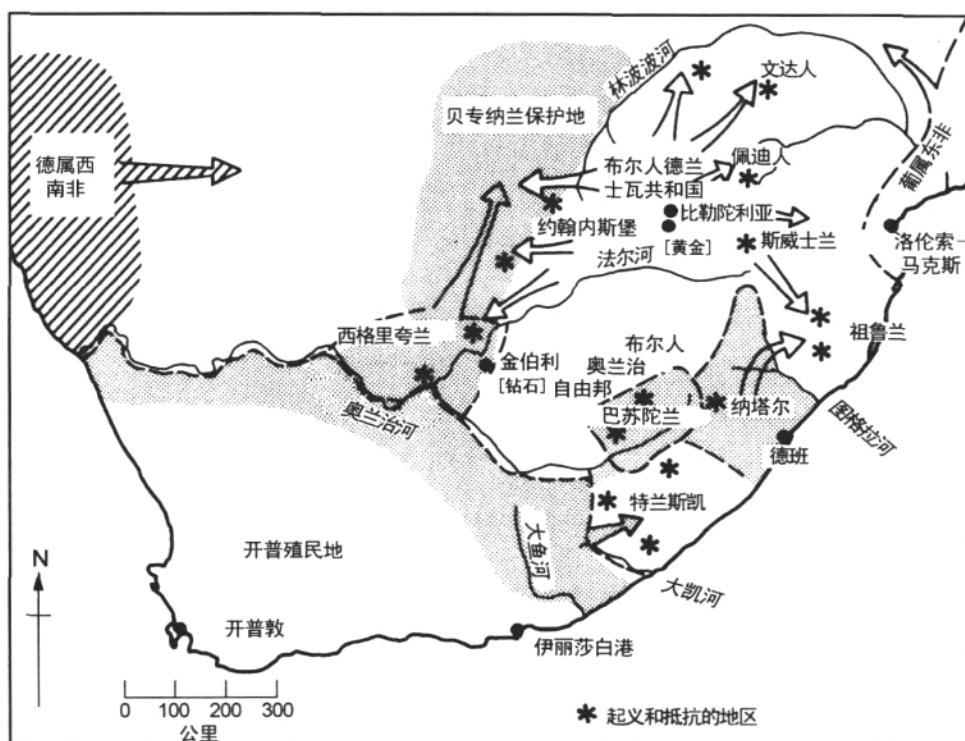 林波波河
文达人
贝专纳兰保护地
葡属东非
德属西
南非
布尔人德兰
士瓦共和国
佩迪人
比勒陀利亚
约翰内斯堡
[黄金]
斯威士兰
洛伦索一
马克斯
法尔河
西格里夸兰
祖鲁兰
金伯利
[钻石]
布尔人
奥兰治
自由邦
巴苏陀兰
纳塔尔
奥兰治河
图格拉河
德班
特兰斯凯
大鱼河
开普殖民地
大凯河
N
开普敦
伊丽莎白港
0 100 200 300
公里
* 起义和抵抗的地区